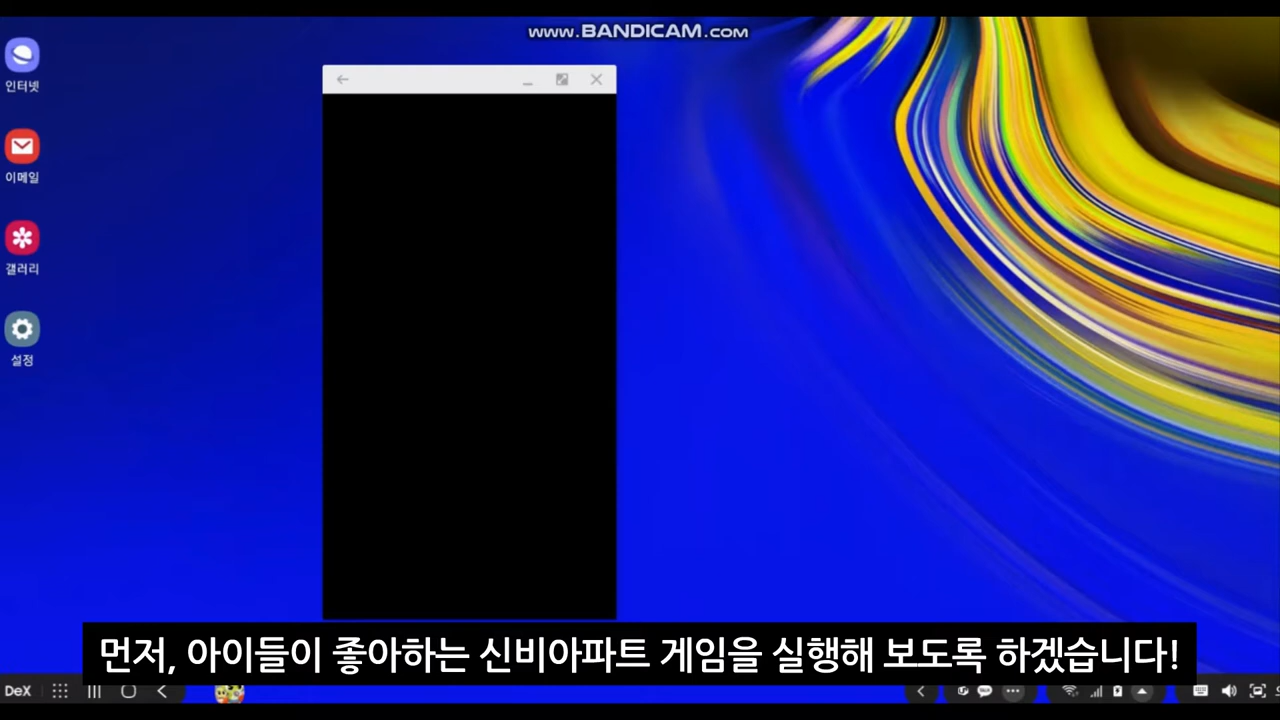 www.BANDICAM.com
인터넷
이메일
갤러리
설정
먼저, 아이들이 좋아하는 신비아파트 게임을 실행해 보도록 하겠습니다!
DeX